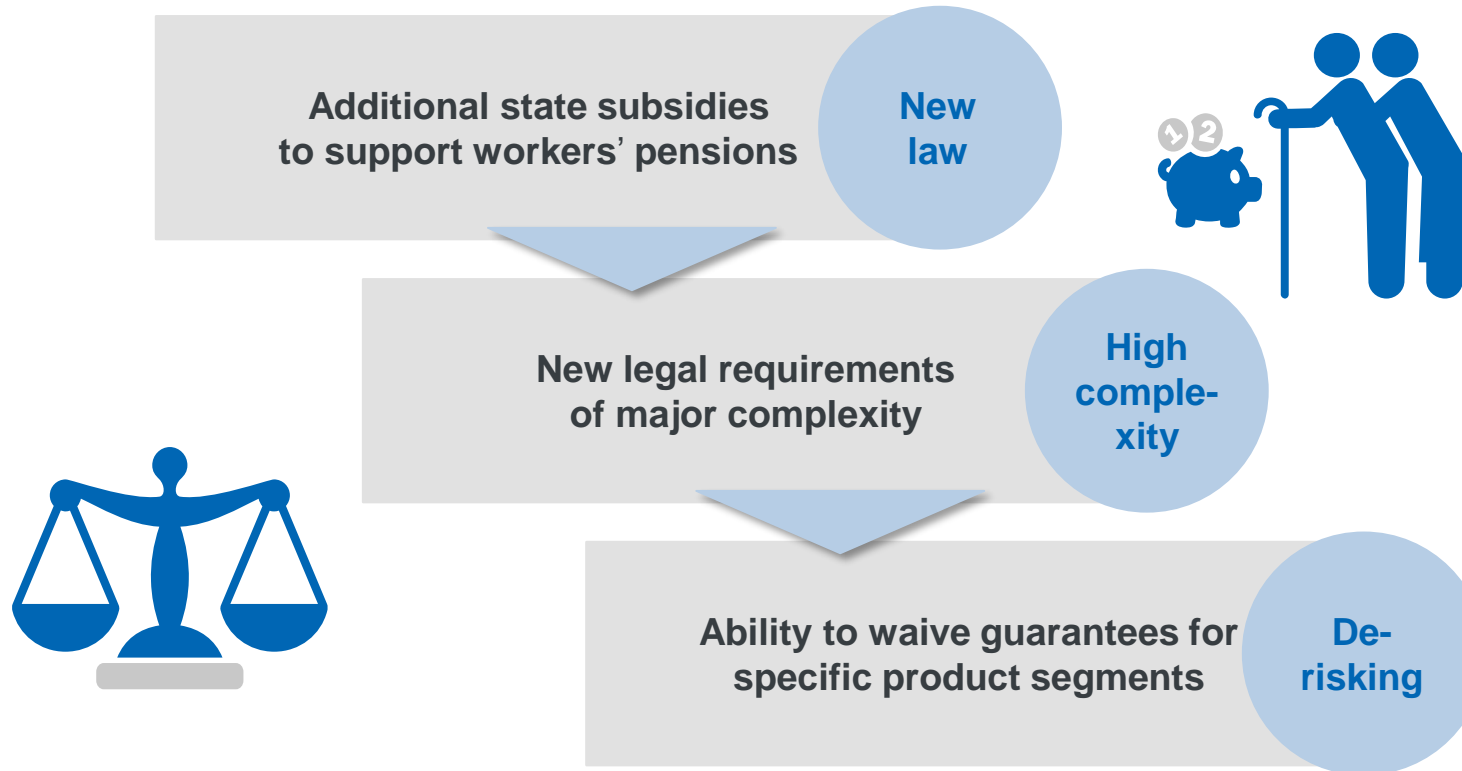 Additional state subsidies
to support workers’ pensions
New
law
1 2
New legal requirements
of major complexity
High
comple-
xity
Ability to waive guarantees for
specific product segments
De-
risking